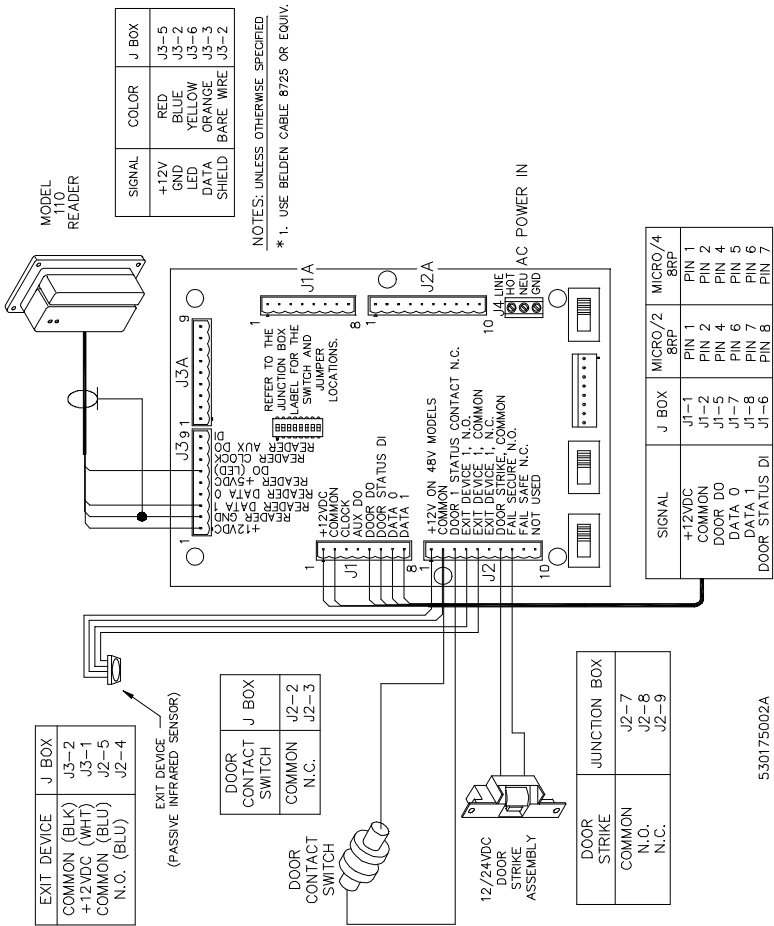 MODEL
110
READER
SIGNAL COLOR J BOX
+12V RED J3-5
GND BLUE J3-2
LED YELLOW J3-6
DATA ORANGE J3-3
SHIELD BARE WIRE J3-2
NOTES: UNLESS OTHERWISE SPECIFIED
* 1. USE BELDEN CABLE 8725 OR EQUIV.
J3A
1
9
J3
1
9
+12VDC
READER GND
READER DATA 1
READER DATA 0
READER +5VDC
DO (LED)
READER CLOCK
READER AUX DO
DI
REFER TO THE
JUNCTION BOX
LABEL FOR THE
SWITCH AND
JUMPER
LOCATIONS.
J1A
1
8
J2A
1
10
J4
LINE
HOT
NEU
GND
AC POWER IN
J1
1
8
+12VDC
COMMON
CLOCK
AUX DO
DOOR DO
DOOR STATUS DI
DATA 0
DATA 1
J2
1
10
+12V ON 48V MODELS
COMMON
DOOR 1 STATUS CONTACT N.C.
EXIT DEVICE 1, N.O.
EXIT DEVICE 1, COMMON
EXIT DEVICE 1, N.C.
DOOR STRIKE, COMMON
FAIL SECURE N.O.
FAIL SAFE N.C.
NOT USED
EXIT DEVICE J BOX
COMMON (BLK) J3-2
+12VDC (WHT) J3-1
COMMON (BLU) J2-5
N.O. (BLU) J2-4
EXIT DEVICE
(PASSIVE INFRARED SENSOR)
DOOR
CONTACT
SWITCH
J BOX
COMMON J2-2
N.C. J2-3
DOOR
CONTACT
SWITCH
12/24VDC
DOOR
STRIKE
ASSEMBLY
DOOR
STRIKE
JUNCTION BOX
COMMON J2-7
N.O. J2-8
N.C. J2-9
SIGNAL J BOX MICRO/2 8RP MICRO/4 8RP
+12VDC J1-1 PIN 1 PIN 1
COMMON J1-2 PIN 2 PIN 2
DOOR DO J1-5 PIN 4 PIN 4
DATA 0 J1-7 PIN 6 PIN 5
DATA 1 J1-8 PIN 7 PIN 6
DOOR STATUS DI J1-6 PIN 8 PIN 7
530175002A